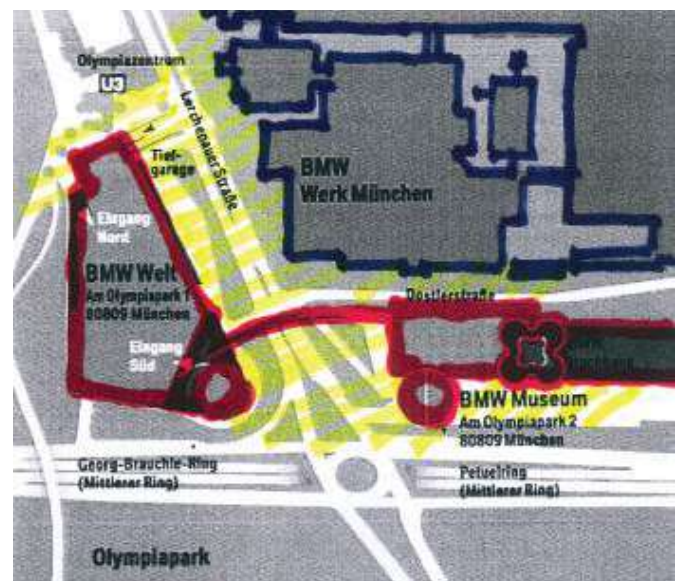 Olympiazentrum
U3
Lerchenauer Straße
Tief-
garage
BMW
Werk München
Eingang
Nord
BMW Welt
Am Olympiapark 1
80809 München
Dostlerstraße
Eingang
Süd
BMW Museum
Am Olympiapark 2
80809 München
Georg-Brauchle-Ring
(Mittlerer Ring)
Petuelring
(Mittlerer Ring)
Olympiapark